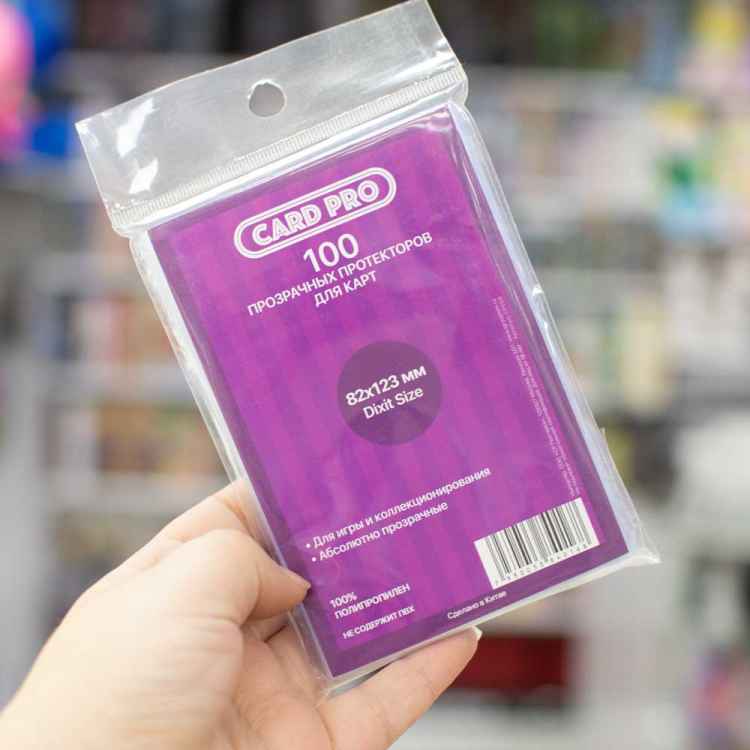 CARD PRO
100
ПРОЗРАЧНЫХ ПРОТЕКТОРОВ
ДЛЯ КАРТ
82х123 мм
Dixit Size
• Для игры и коллекционирования
• Абсолютно прозрачные
100%
ПОЛИПРОПИЛЕН
НЕ СОДЕРЖИТ ПВХ
Сделано в Китае